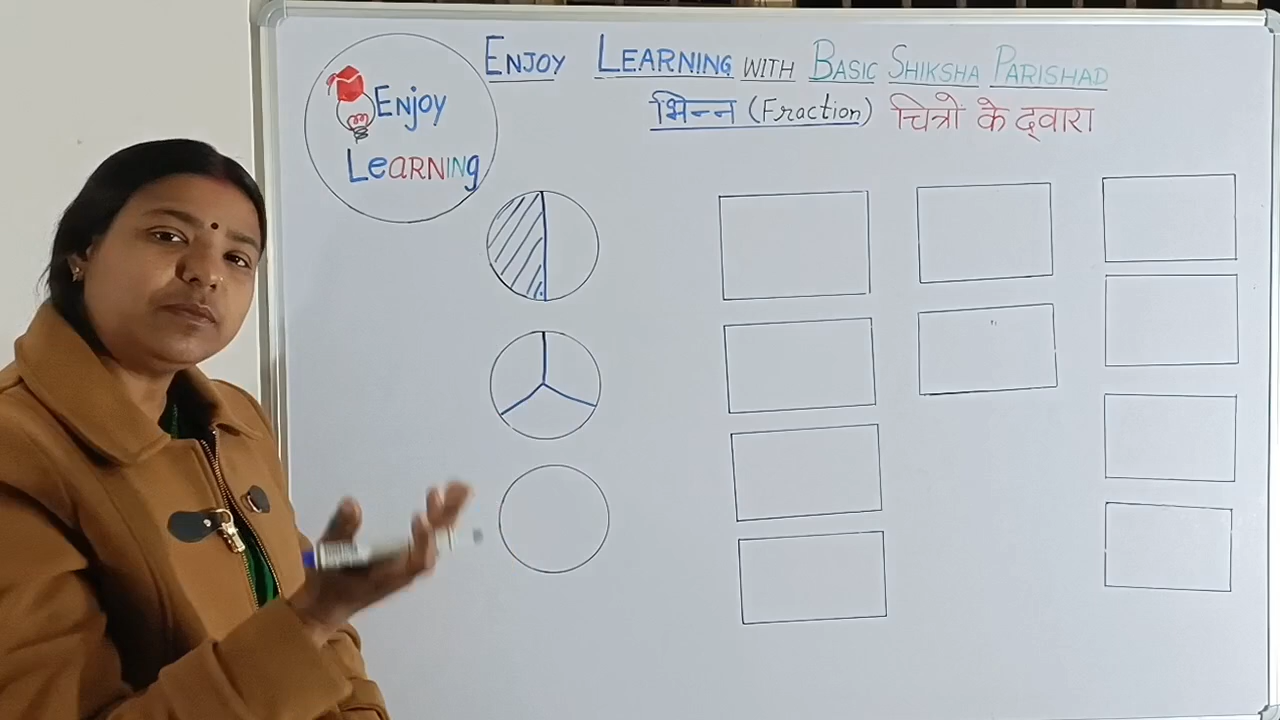 ENJOY LEARNING WITH BASIC SHIKSHA PARISHAD
भिन्न (Fraction) चित्रों के द्वारा
Enjoy
LeARNINg